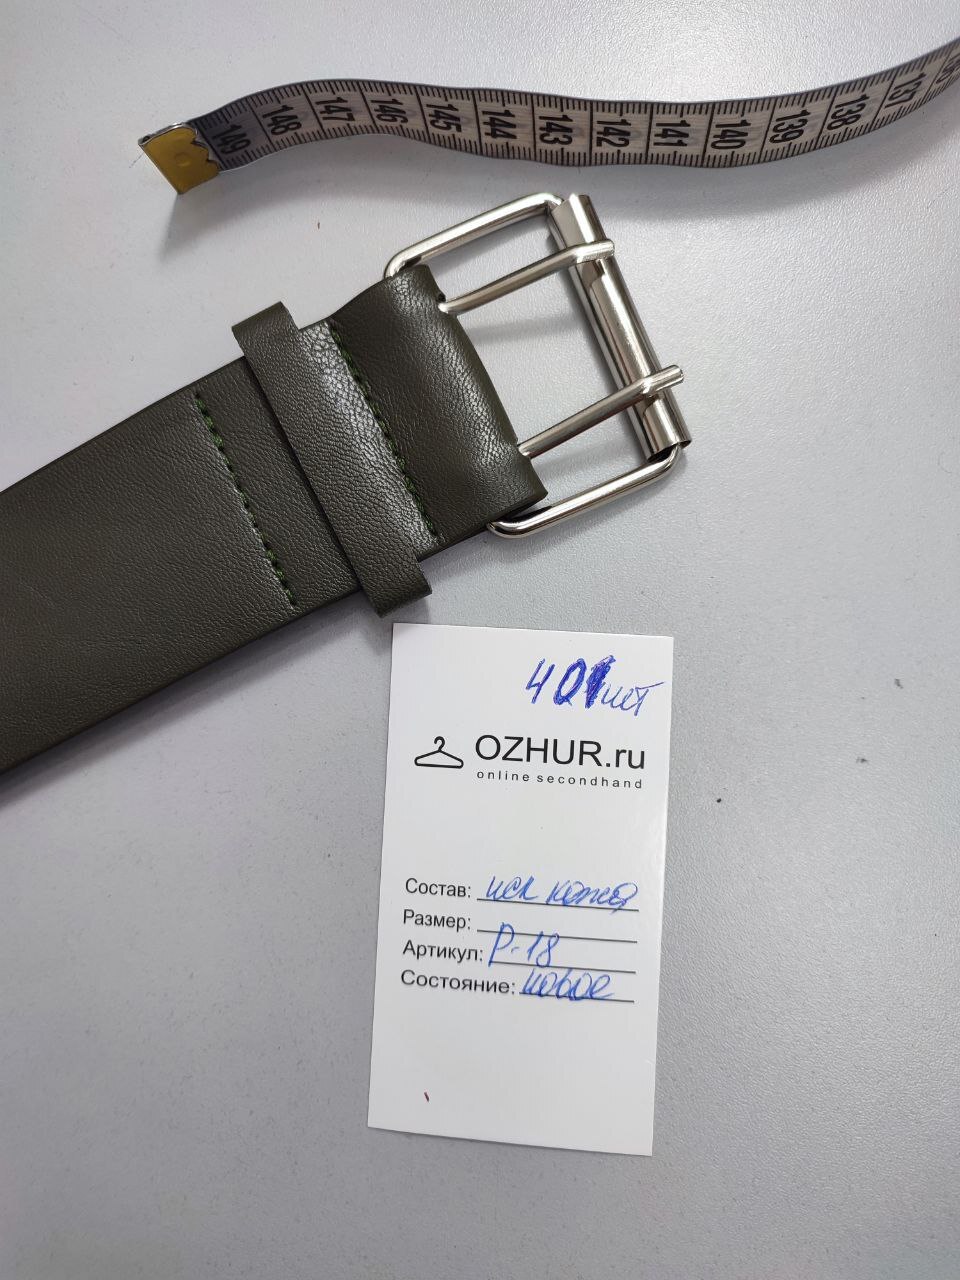 149 148 147 146 145 144 143 142 141 140 139 138 137
шт
OZHUR.ru
online secondhand
Состав: иск кожа
Размер:
Артикул: Р-18
Состояние: новое